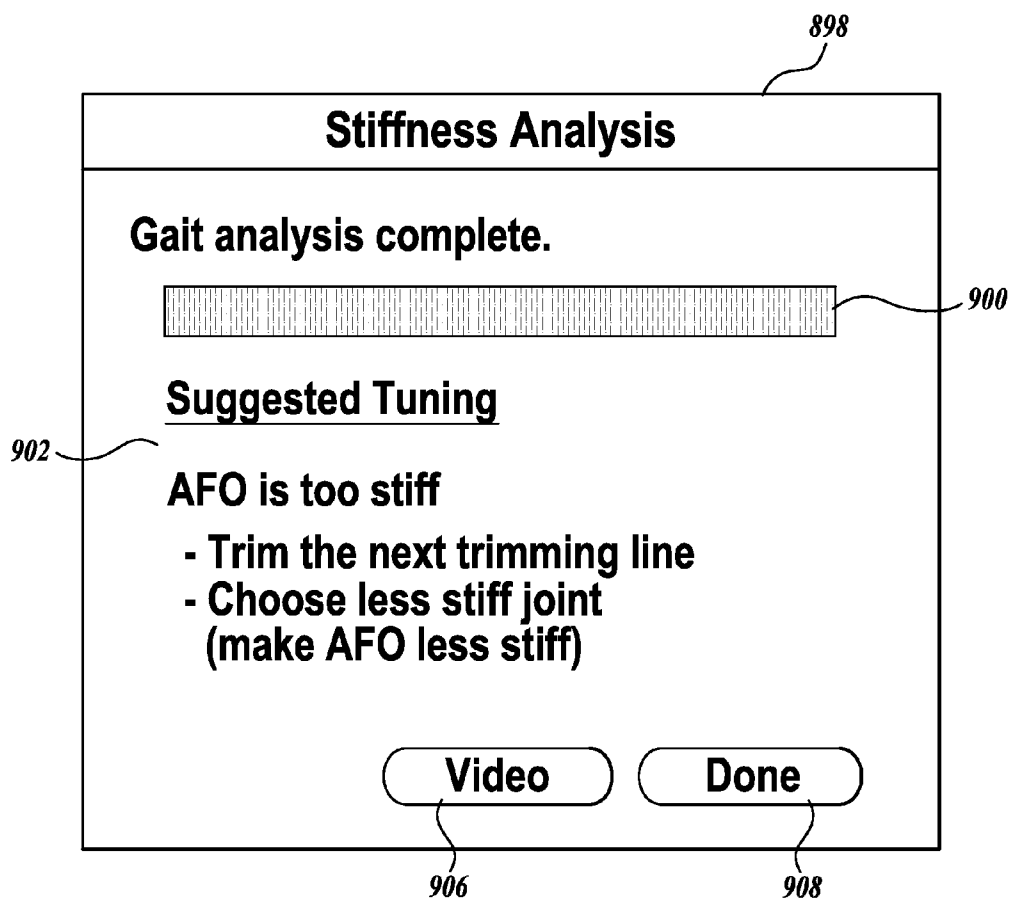 898
Stiffness Analysis
Gait analysis complete.
900
Suggested Tuning
902
AFO is too stiff
- Trim the next trimming line
- Choose less stiff joint
(make AFO less stiff)
Video Done
906 908